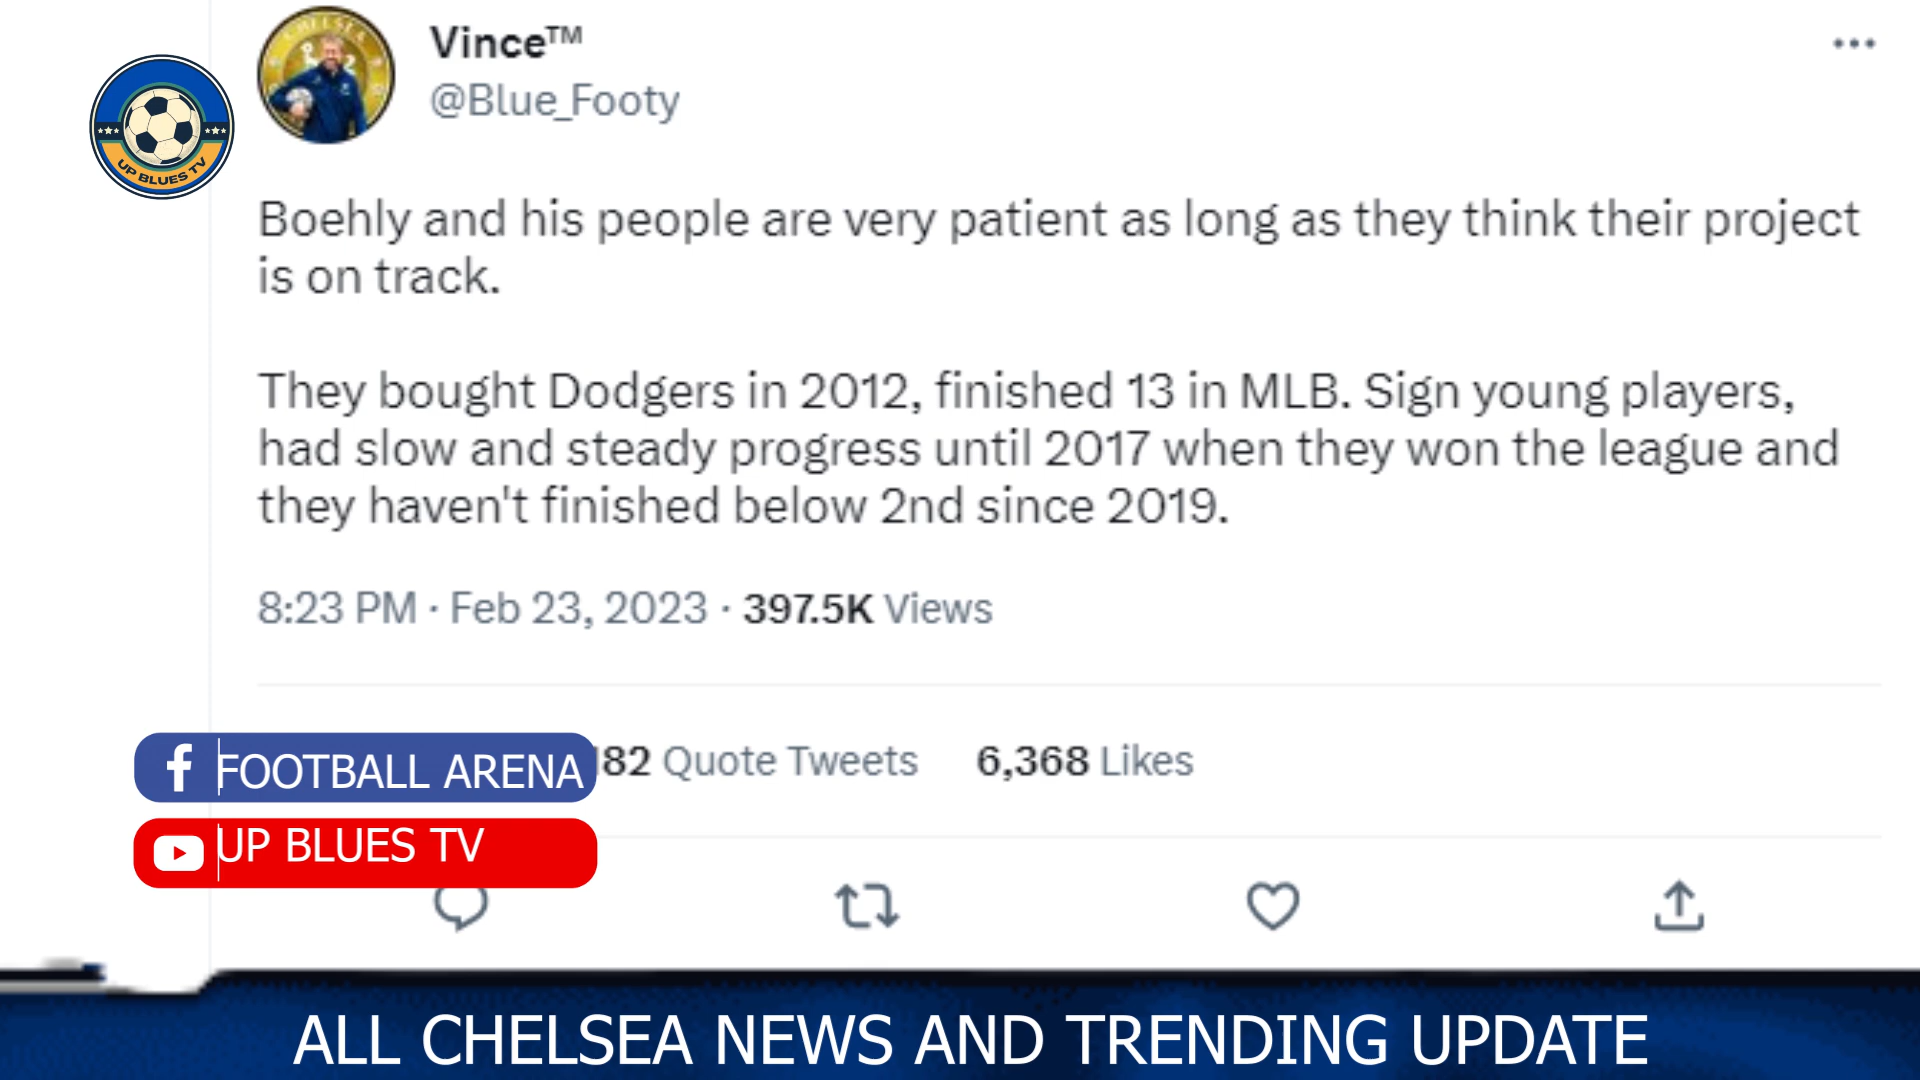 Vince™
@Blue_Footy
UP BLUES TV
Boehly and his people are very patient as long as they think their project
is on track.
They bought Dodgers in 2012, finished 13 in MLB. Sign young players,
had slow and steady progress until 2017 when they won the league and
they haven't finished below 2nd since 2019.
8:23 PM · Feb 23, 2023 · 397.5K Views
82 Quote Tweets 6,368 Likes
FOOTBALL ARENA
UP BLUES TV
ALL CHELSEA NEWS AND TRENDING UPDATE